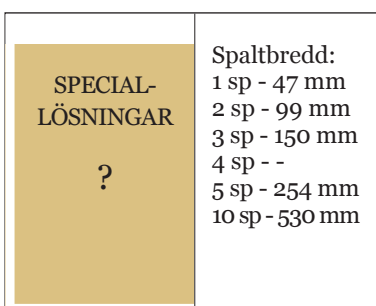 SPECIAL-
LÖSNINGAR
?
Spaltbredd:
1 sp - 47 mm
2 sp - 99 mm
3 sp - 150 mm
4 sp - -
5 sp - 254 mm
10 sp - 530 mm